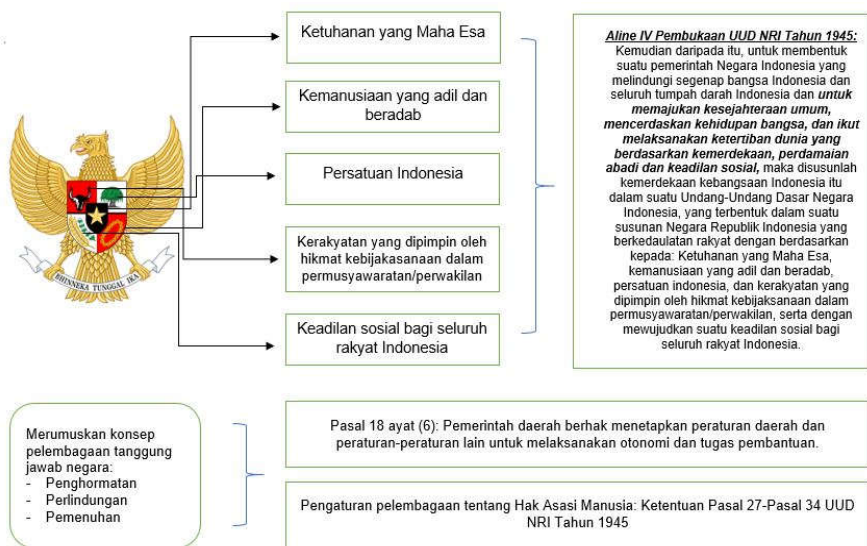 Ketuhanan yang Maha Esa
Kemanusiaan yang adil dan
beradab
Persatuan Indonesia
Kerakyatan yang dipimpin oleh
hikmat kebijakasanaan dalam
permusyawaratan/perwakilan
Keadilan sosial bagi seluruh
rakyat Indonesia
BHINNEKA TUNGGAL IKA
Aline IV Pembukaan UUD NRI Tahun 1945:
Kemudian daripada itu, untuk membentuk
suatu pemerintah Negara Indonesia yang
melindungi segenap bangsa Indonesia dan
seluruh tumpah darah Indonesia dan untuk
memajukan kesejahteraan umum,
mencerdaskan kehidupan bangsa, dan ikut
melaksanakan ketertiban dunia yang
berdasarkan kemerdekaan, perdamaian
abadi dan keadilan sosial, maka disusunlah
kemerdekaan kebangsaan Indonesia itu
dalam suatu Undang-Undang Dasar Negara
Indonesia, yang terbentuk dalam suatu
susunan Negara Republik Indonesia yang
berkedaulatan rakyat dengan berdasarkan
kepada: Ketuhanan Yang Maha Esa,
kemanusiaan yang adil dan beradab,
persatuan indonesia, dan kerakyatan yang
dipimpin oleh hikmat kebijaksanaan dalam
permusyawaratan/perwakilan, serta dengan
mewujudkan suatu keadilan sosial bagi
seluruh rakyat Indonesia.
Merumuskan konsep
pelembagaan tanggung
jawab negara:
- Penghormatan
- Perlindungan
- Pemenuhan
Pasal 18 ayat (6): Pemerintah daerah berhak menetapkan peraturan daerah dan
peraturan-peraturan lain untuk melaksanakan otonomi dan tugas pembantuan.
Pengaturan pelembagaan tentang Hak Asasi Manusia: Ketentuan Pasal 27-Pasal 34 UUD
NRI Tahun 1945